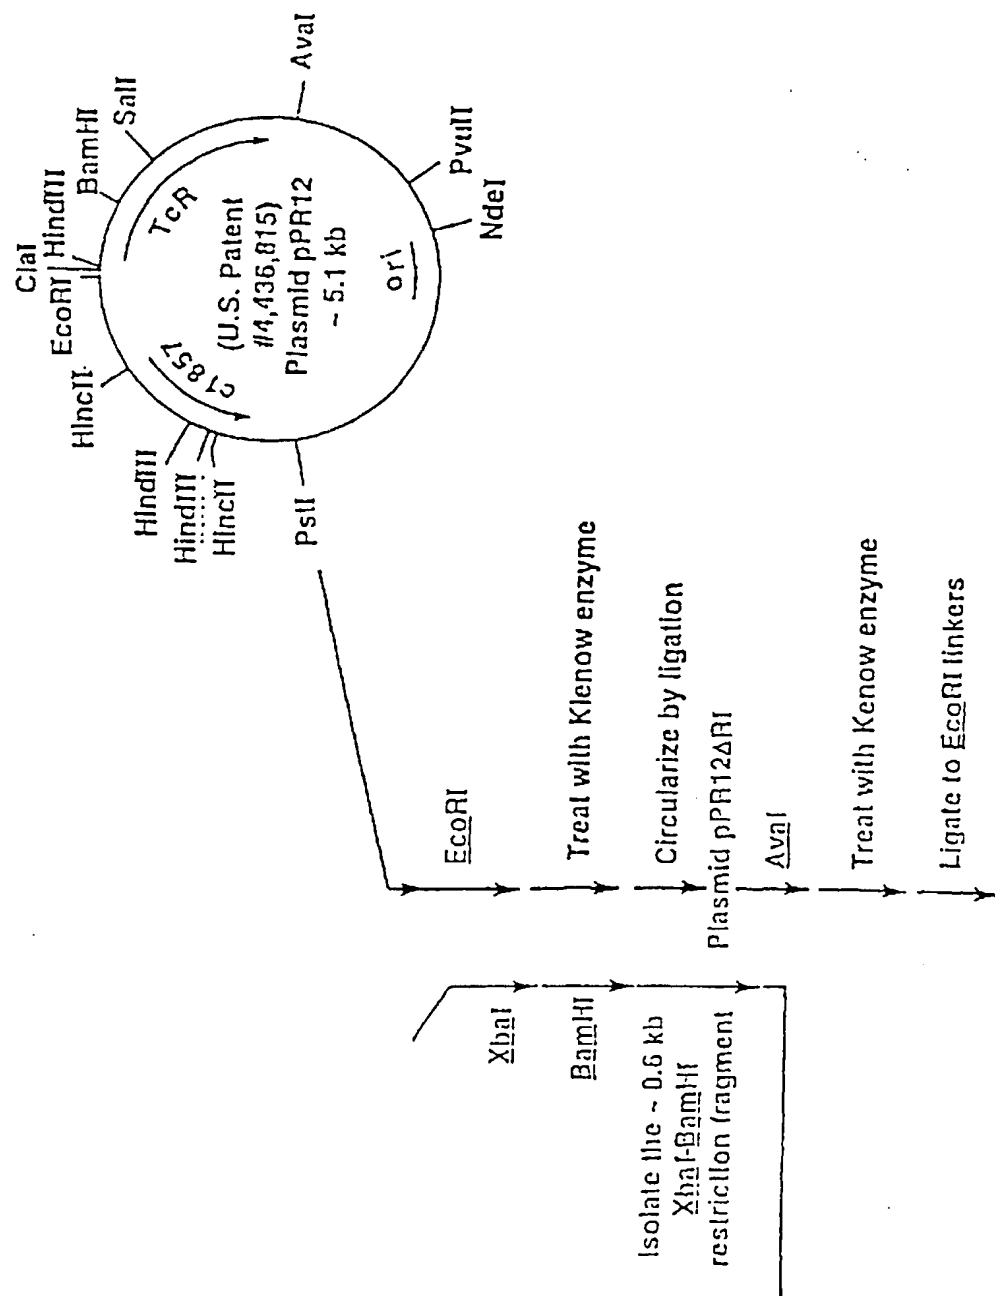 ClaI
EcoRI
HindIII
HincII
BamHI
SalI
HindIII
HindIII
HincII
TcR
c1857
(U.S. Patent
#4,436,815)
Plasmid pPR12
~ 5.1 kb
AvaI
PstI
ori
PvuII
NdeI
EcoRI
Treat with Klenow enzyme
Circularize by ligation
Plasmid pPR12ΔRI
AvaI
Treat with Kenow enzyme
Ligate to EcoRI linkers
XbaI
BamHI
Isolate the ~ 0.6 kb
XbaI-BamHI
restriction fragment